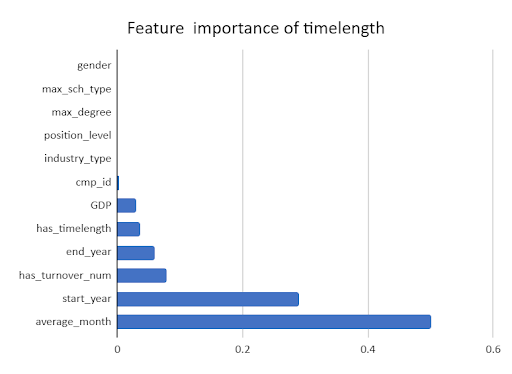 Feature importance of timelength
gender
max_sch_type
max_degree
position_level
industry_type
cmp_id
GDP
has_timelength
end_year
has_turnover_num
start_year
average_month
0 0.2 0.4 0.6